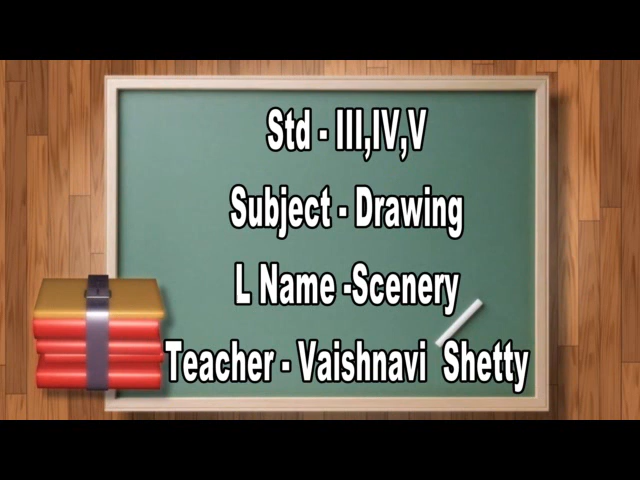 Std - III,IV,V
Subject - Drawing
L Name -Scenery
Teacher - Vaishnavi Shetty